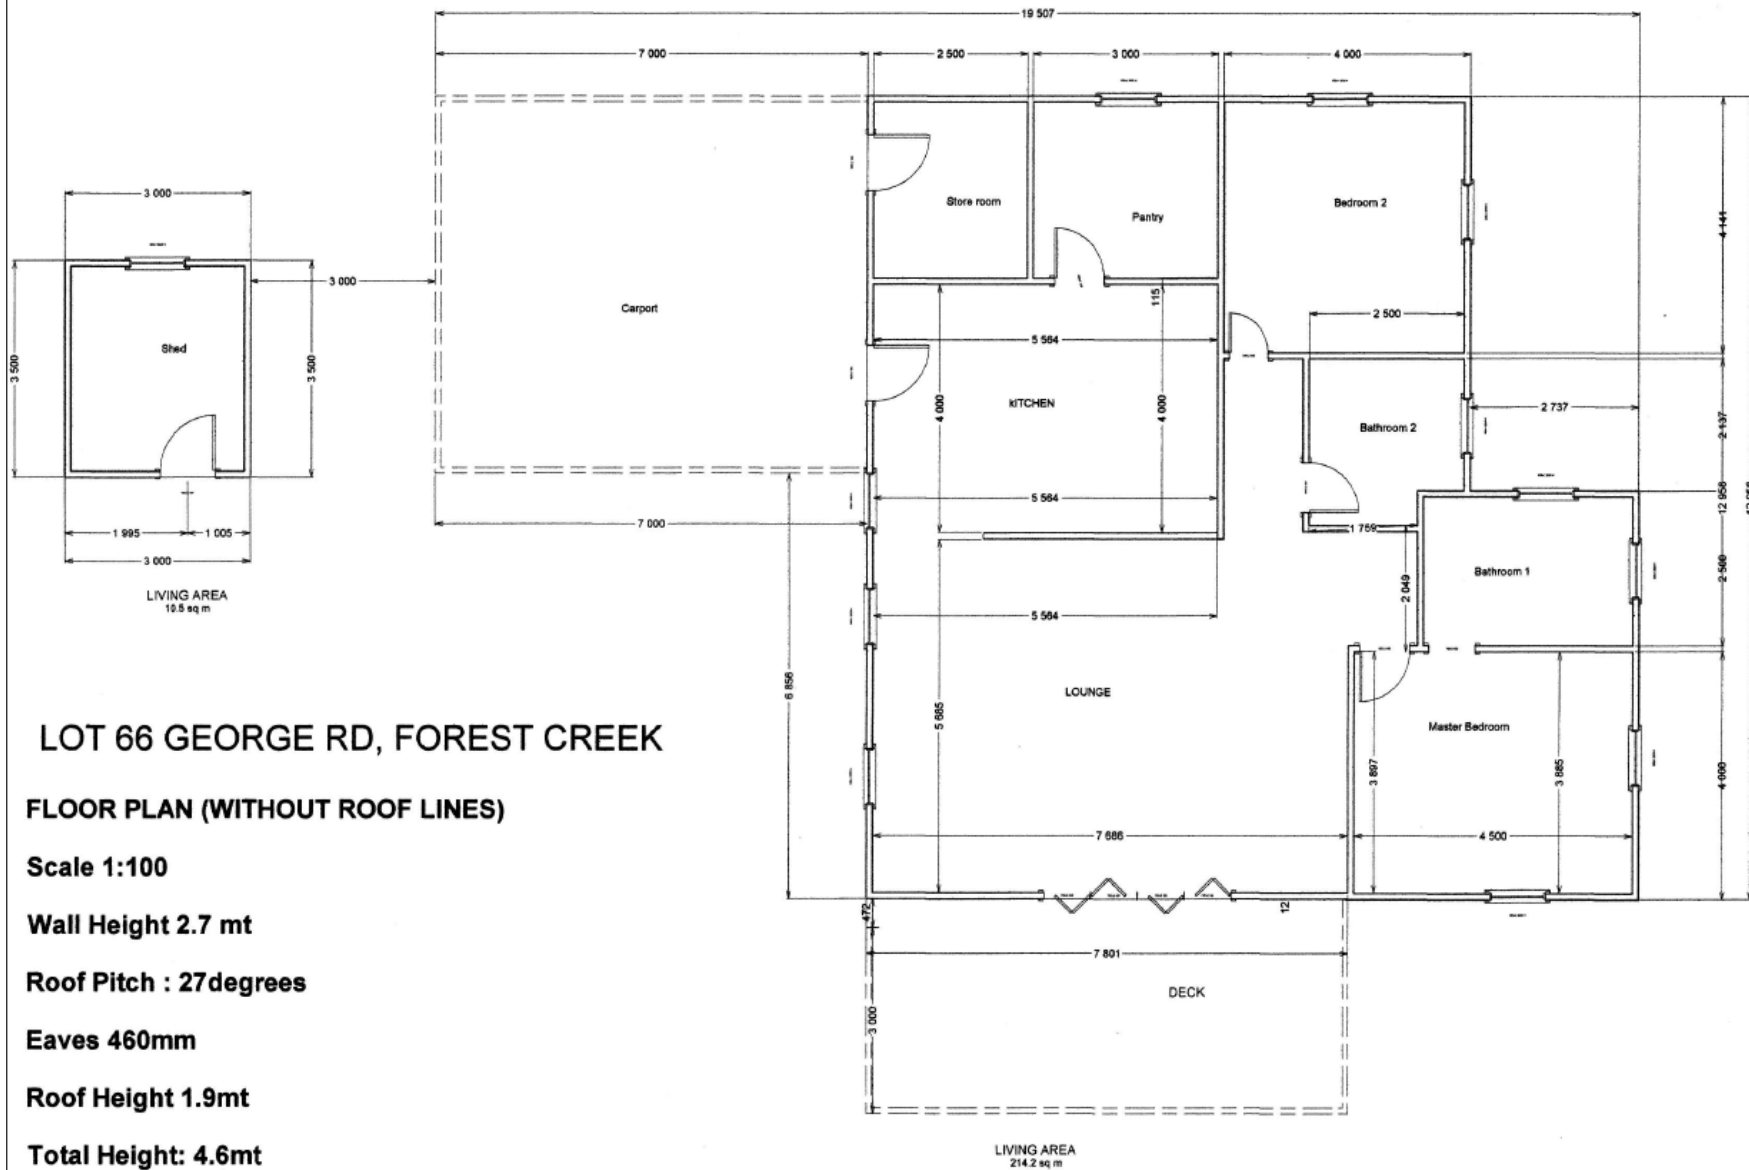 19 507
7 000
2 500
3 000
4 000
3 000
Store room
Pantry
Bedroom 2
4 141
3 000
Carport
115
2 500
Shed
3 500
3 500
5 564
kITCHEN
4 000
4 000
2 737
Bathroom 2
2 137
5 564
12 956
7 000
1 759
1 995
1 005
3 000
Bathroom 1
2 500
2 049
LIVING AREA
10.5 sq m
5 564
6 856
LOUNGE
5 685
Master Bedroom
LOT 66 GEORGE RD, FOREST CREEK
3 897
3 885
4 000
FLOOR PLAN (WITHOUT ROOF LINES)
7 686
4 500
Scale 1:100
Wall Height 2.7 mt
472
12
7 801
Roof Pitch : 27degrees
DECK
3 000
Eaves 460mm
Roof Height 1.9mt
Total Height: 4.6mt
LIVING AREA
214.2 sq m